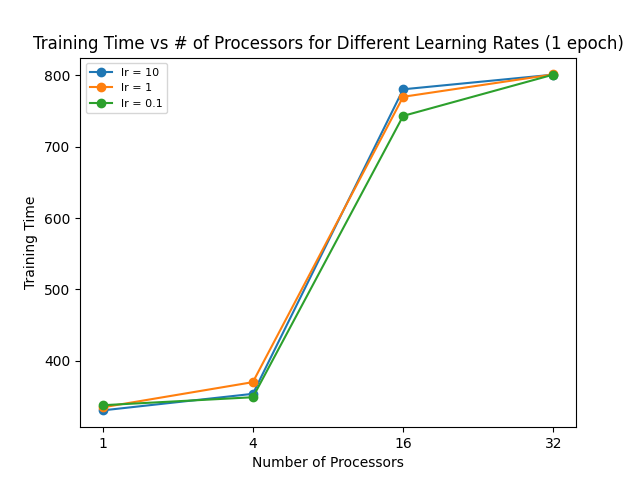 Training Time vs # of Processors for Different Learning Rates (1 epoch)
lr = 10
lr = 1
lr = 0.1
Training Time
800
700
600
500
400
1 4 16 32
Number of Processors